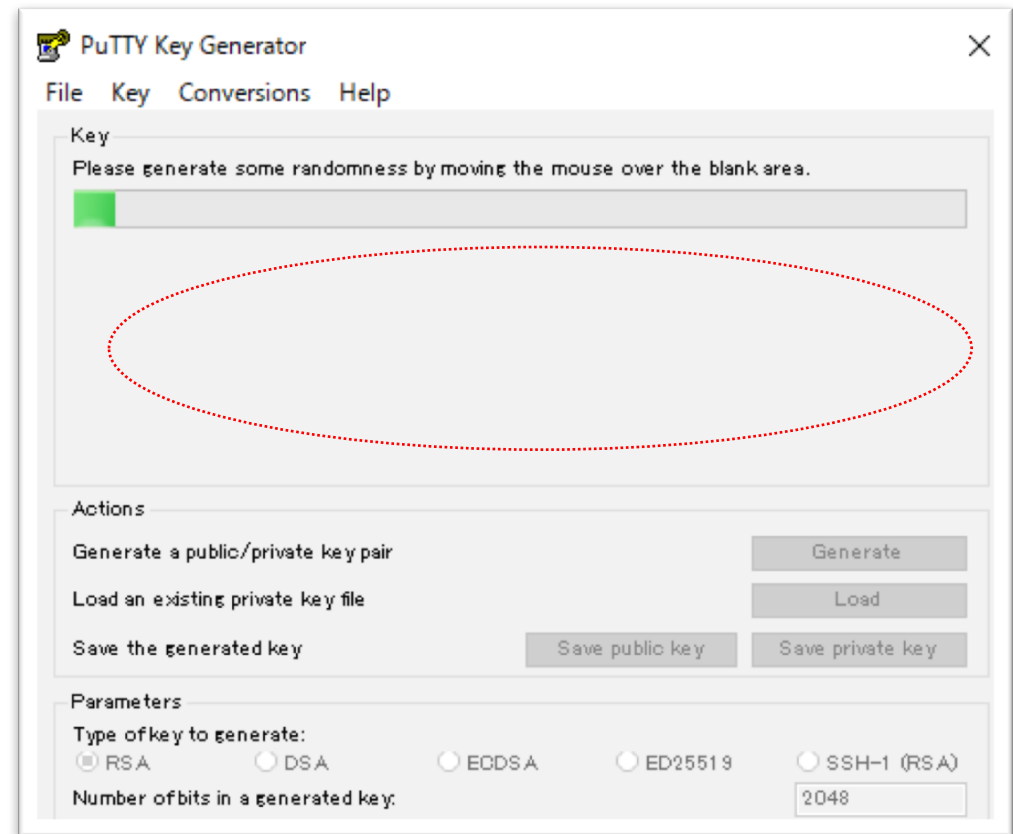 PuTTY Key Generator
File Key Conversions Help
Key
Please generate some randomness by moving the mouse over the blank area.
Actions
Generate a public/private key pair
Generate
Load an existing private key file
Load
Save the generated key
Save public key
Save private key
Parameters
Type of key to generate:
RSA DSA ECDSA ED25519 SSH-1 (RSA)
Number of bits in a generated key:
2048